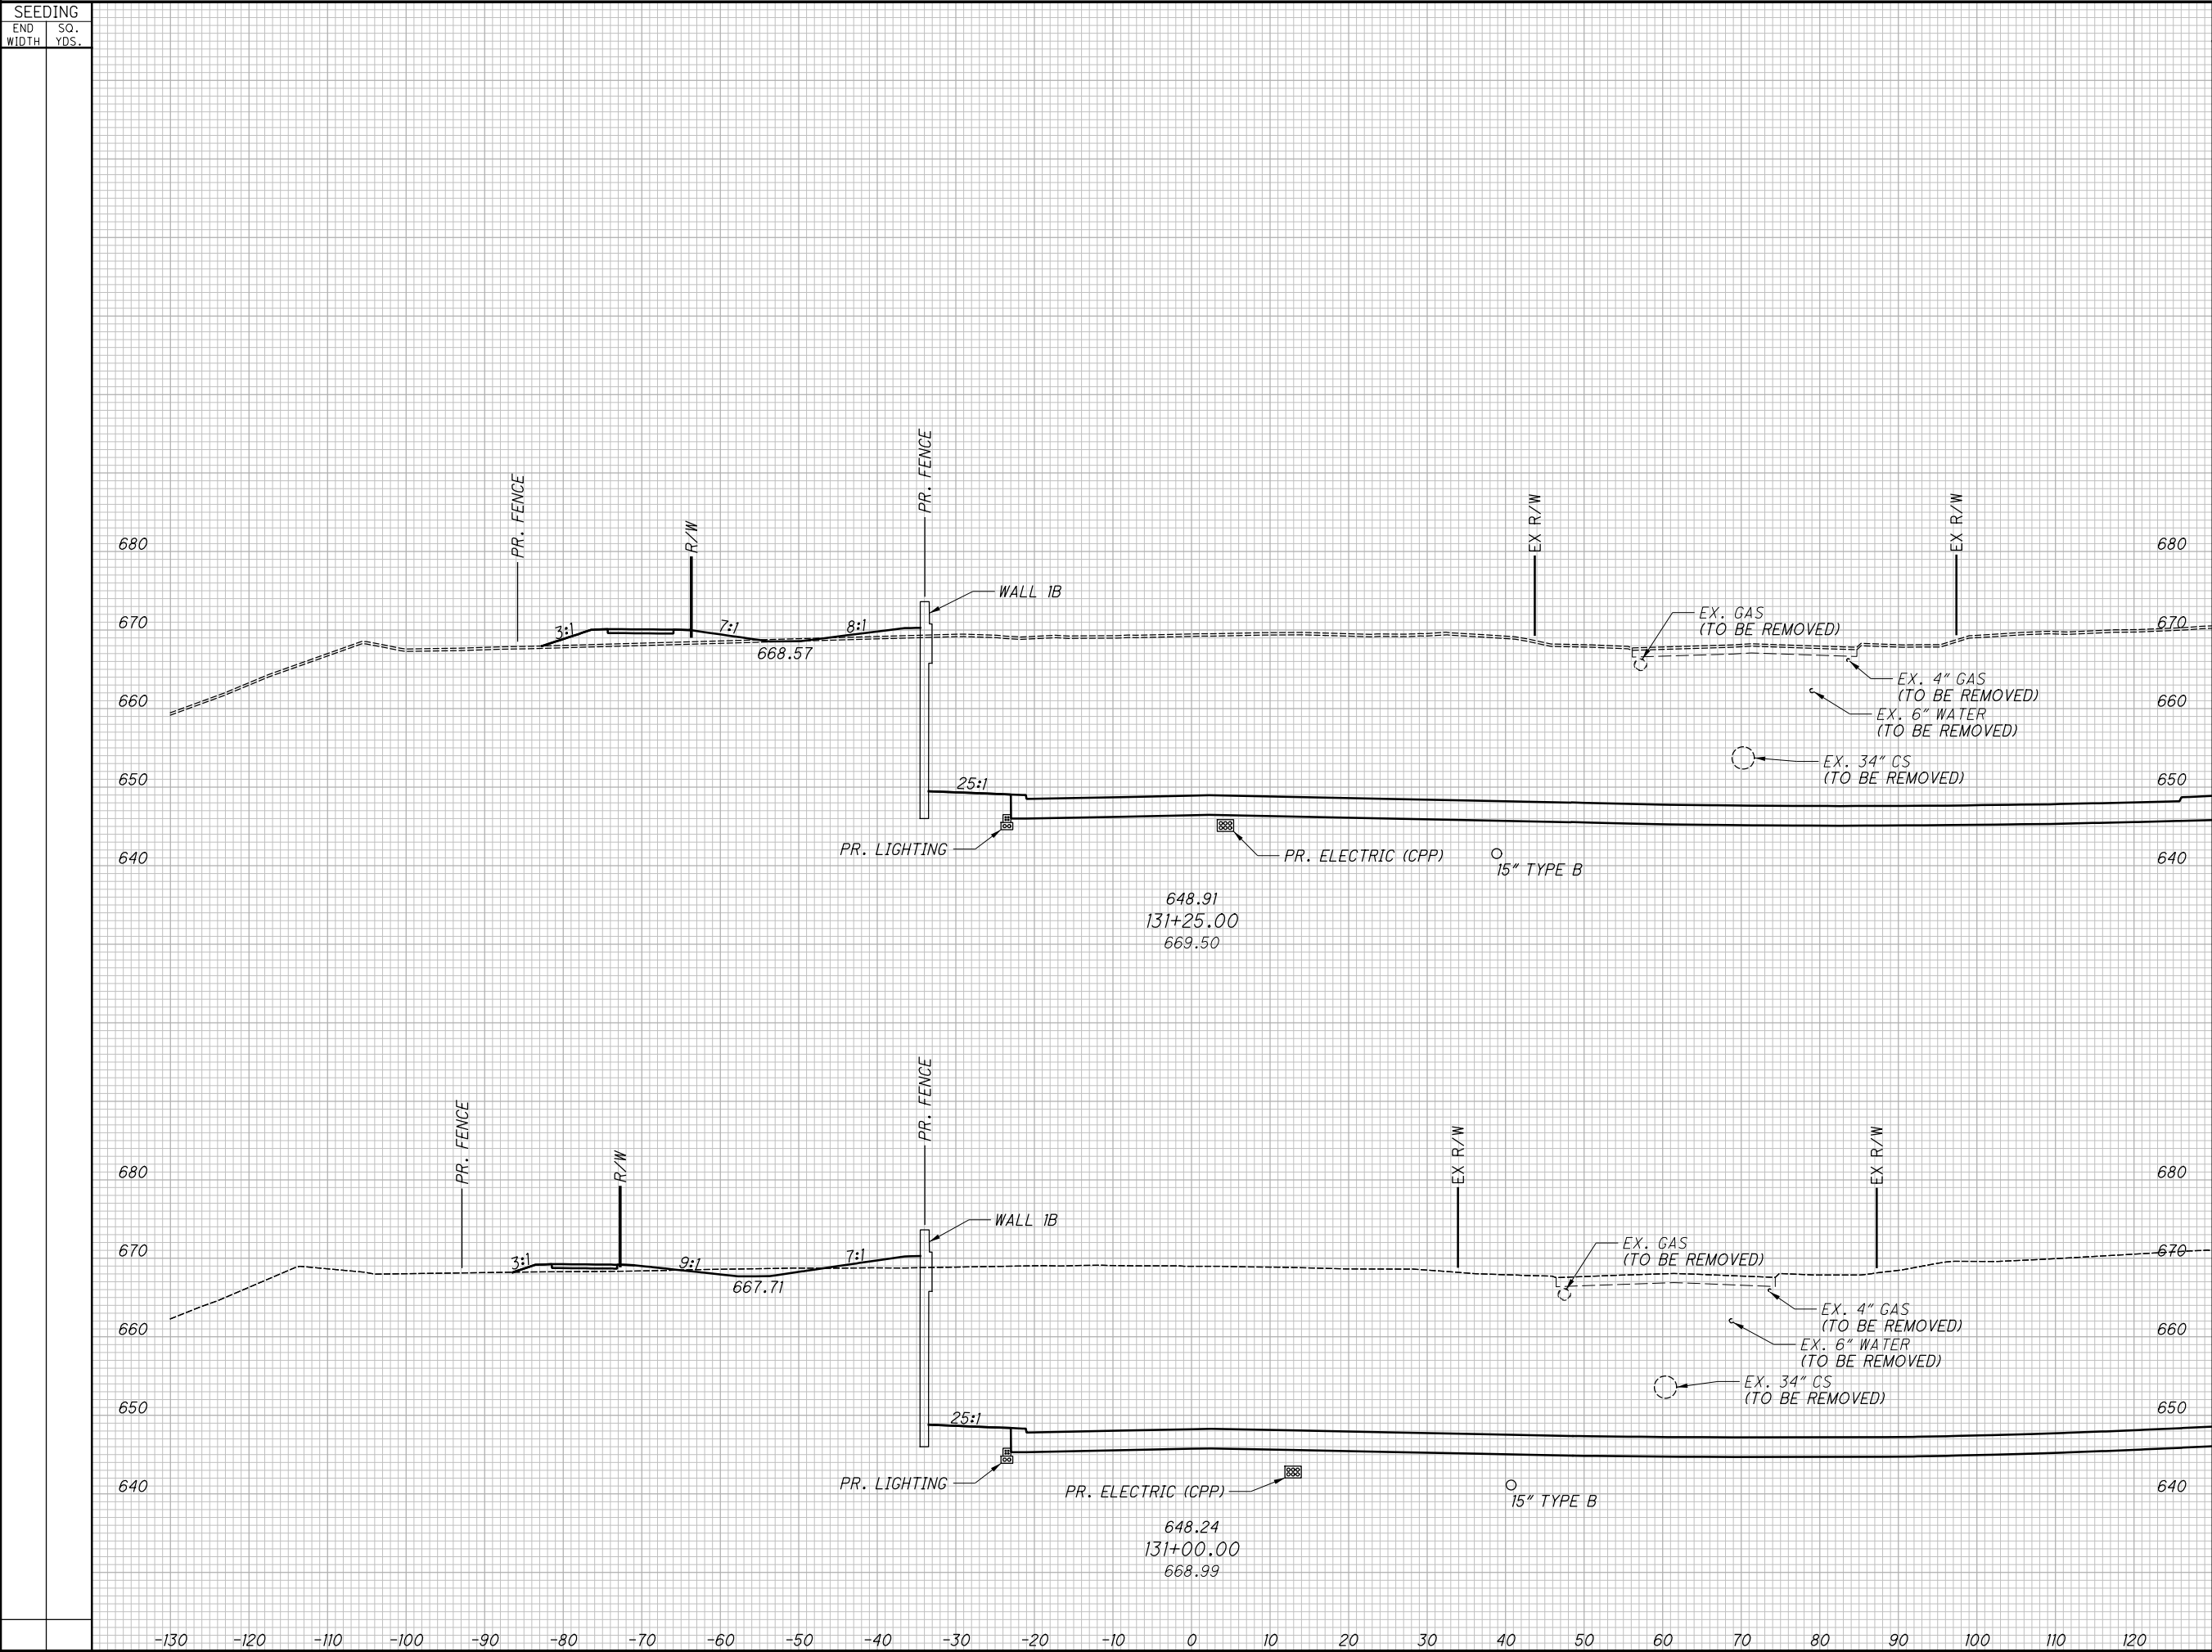 SEEDING
END WIDTH
SQ. YDS.
PR. FENCE
PR. FENCE
R/W
EX R/W
EX R/W
680
680
WALL 1B
EX. GAS
(TO BE REMOVED)
670
3:1
7:1
8:1
670
668.57
EX. 4" GAS
(TO BE REMOVED)
660
660
EX. 6" WATER
(TO BE REMOVED)
EX. 34" CS
(TO BE REMOVED)
650
25:1
650
PR. LIGHTING
PR. ELECTRIC (CPP)
640
640
15" TYPE B
648.91
131+25.00
669.50
PR. FENCE
PR. FENCE
R/W
EX R/W
EX R/W
680
680
WALL 1B
EX. GAS
(TO BE REMOVED)
670
3:1
9:1
7:1
670
667.71
EX. 4" GAS
(TO BE REMOVED)
660
660
EX. 6" WATER
(TO BE REMOVED)
EX. 34" CS
(TO BE REMOVED)
650
25:1
650
PR. LIGHTING
PR. ELECTRIC (CPP)
640
640
15" TYPE B
648.24
131+00.00
668.99
-130 -120 -110 -100 -90 -80 -70 -60 -50 -40 -30 -20 -10 0 10 20 30 40 50 60 70 80 90 100 110 120